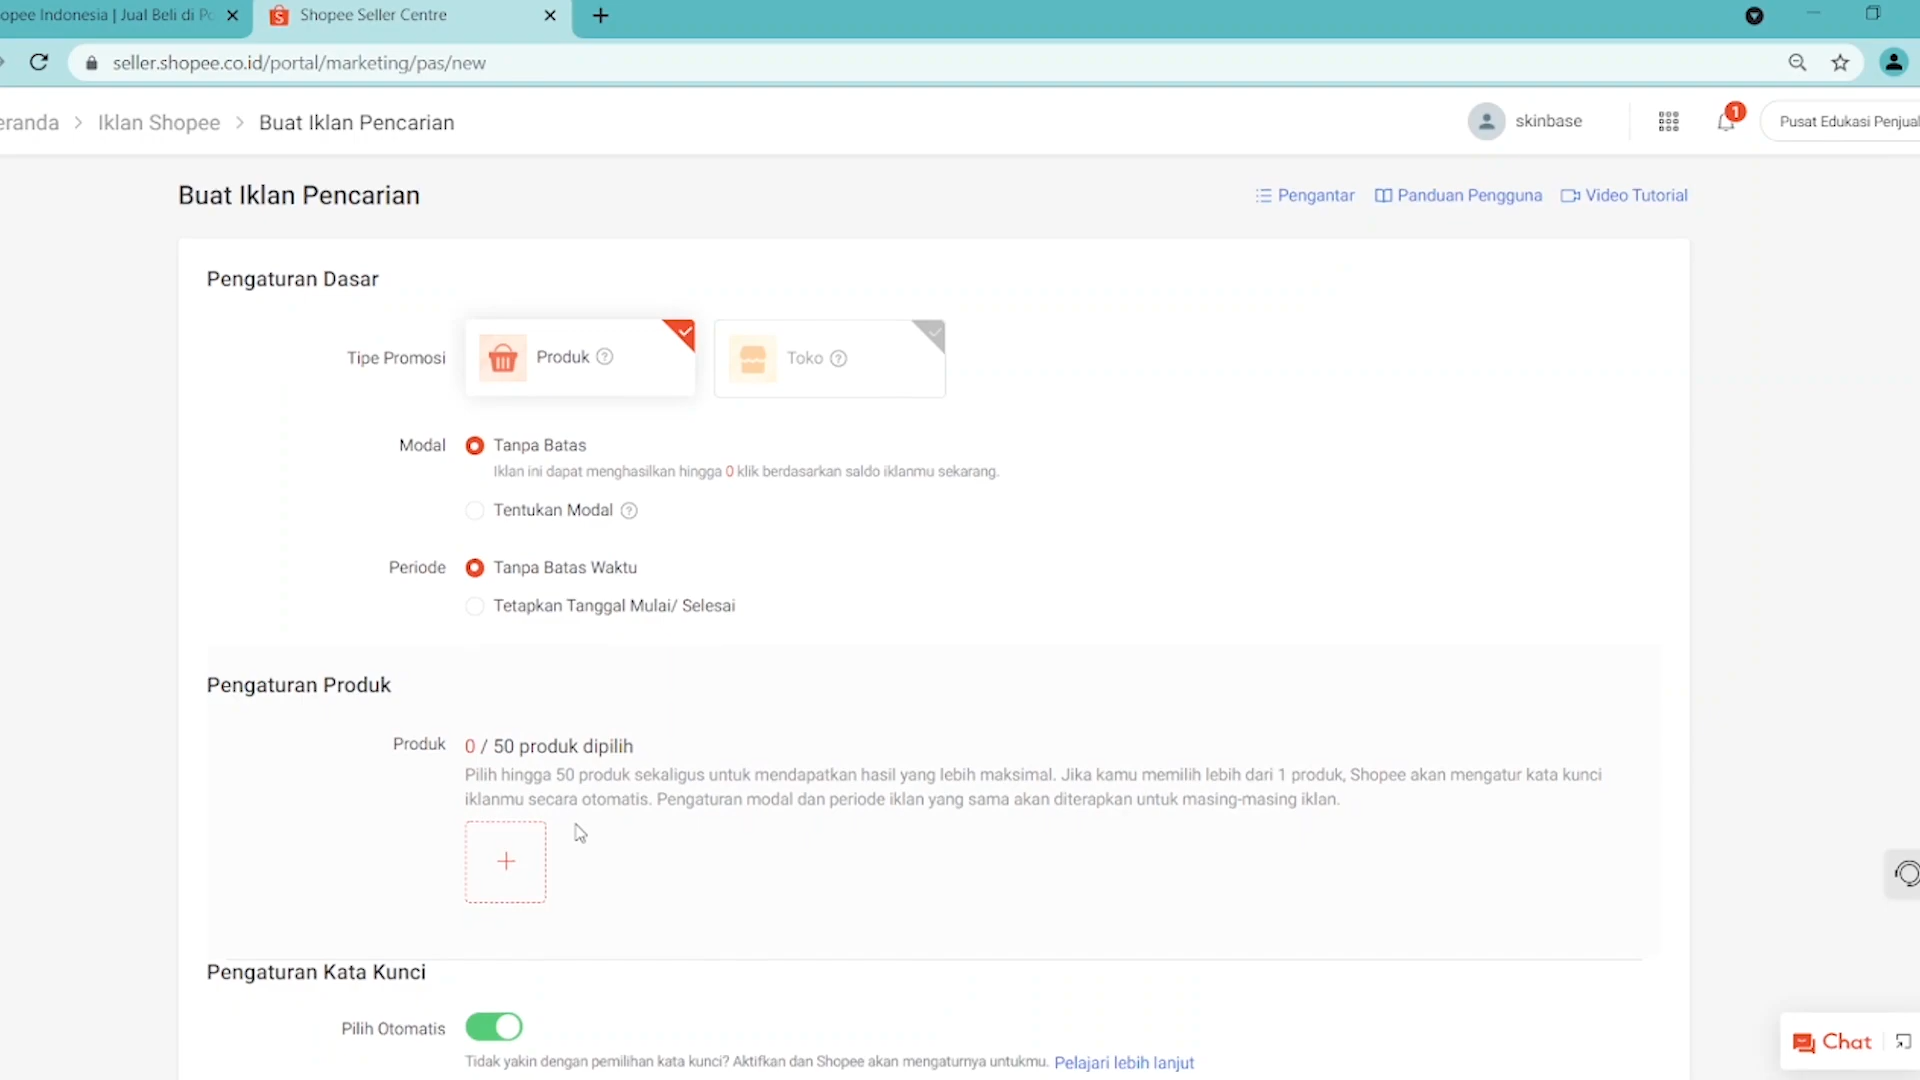 opee Indonesia | Jual Beli di Po
Shopee Seller Centre
seller.shopee.co.id/portal/marketing/pas/new
eranda > Iklan Shopee > Buat Iklan Pencarian
skinbase
1
Pusat Edukasi Penjual
Buat Iklan Pencarian
Pengantar
Panduan Pengguna
Video Tutorial
Pengaturan Dasar
Tipe Promosi
Produk
Toko
Modal
Tanpa Batas
Iklan ini dapat menghasilkan hingga 0 klik berdasarkan saldo iklanmu sekarang.
Tentukan Modal
Periode
Tanpa Batas Waktu
Tetapkan Tanggal Mulai/ Selesai
Pengaturan Produk
Produk
0 / 50 produk dipilih
Pilih hingga 50 produk sekaligus untuk mendapatkan hasil yang lebih maksimal. Jika kamu memilih lebih dari 1 produk, Shopee akan mengatur kata kunci
iklanmu secara otomatis. Pengaturan modal dan periode iklan yang sama akan diterapkan untuk masing-masing iklan.
Pengaturan Kata Kunci
Pilih Otomatis
Tidak yakin dengan pemilihan kata kunci? Aktifkan dan Shopee akan mengaturnya untukmu. Pelajari lebih lanjut
Chat